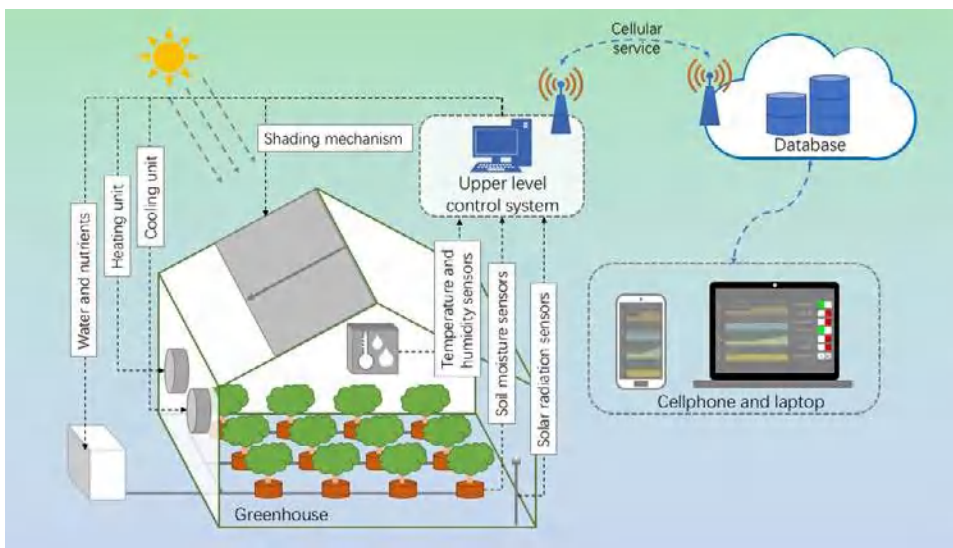 Cellular
service
Database
Shading mechanism
Upper level
control system
Water and nutrients
Heating unit
Cooling unit
Temperature and
humidity sensors
Soil moisture sensors
Solar radiation sensors
Cellphone and laptop
Greenhouse